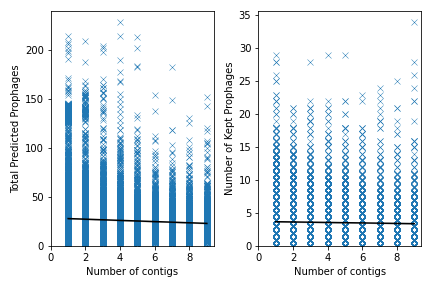 Total Predicted Prophages
200
150
100
50
0
0 2 4 6 8
Number of contigs
Number of Kept Prophages
35
30
25
20
15
10
5
0
0 2 4 6 8
Number of contigs